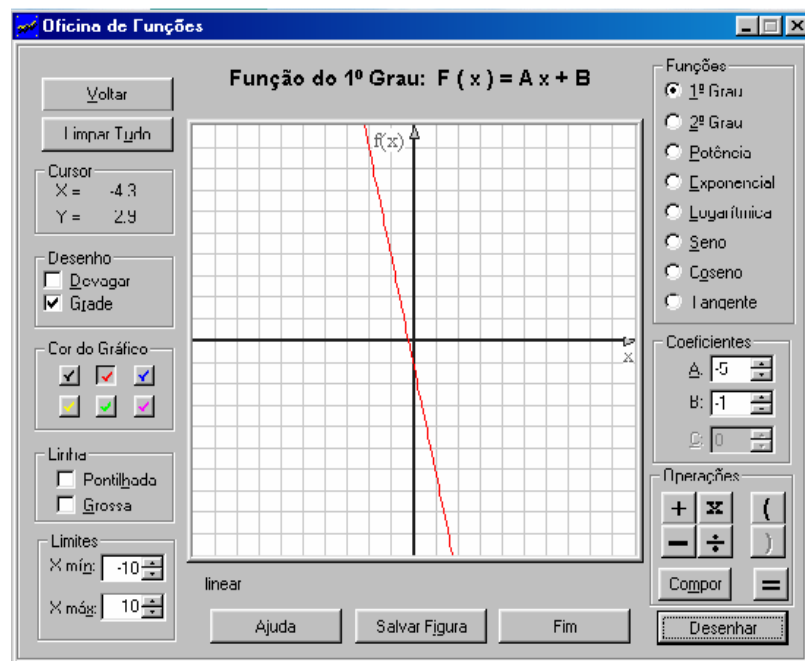 Oficina de Funções
Voltar
Limpar Tudo
Cursor
X = -4.3
Y = 2.9
Desenho
Devagar
Grade
Cor do Gráfico
Linha
Pontilhada
Grossa
Limites
X mín: -10
X máx: 10
Função do 1º Grau: F ( x ) = A x + B
f(x)
x
linear
Ajuda
Salvar Figura
Fim
Funções
1º Grau
2º Grau
Potência
Exponencial
Logarítmica
Seno
Coseno
Tangente
Coeficientes
A: -5
B: -1
C: 0
Operações
+ x (
− ÷ )
Compor =
Desenhar